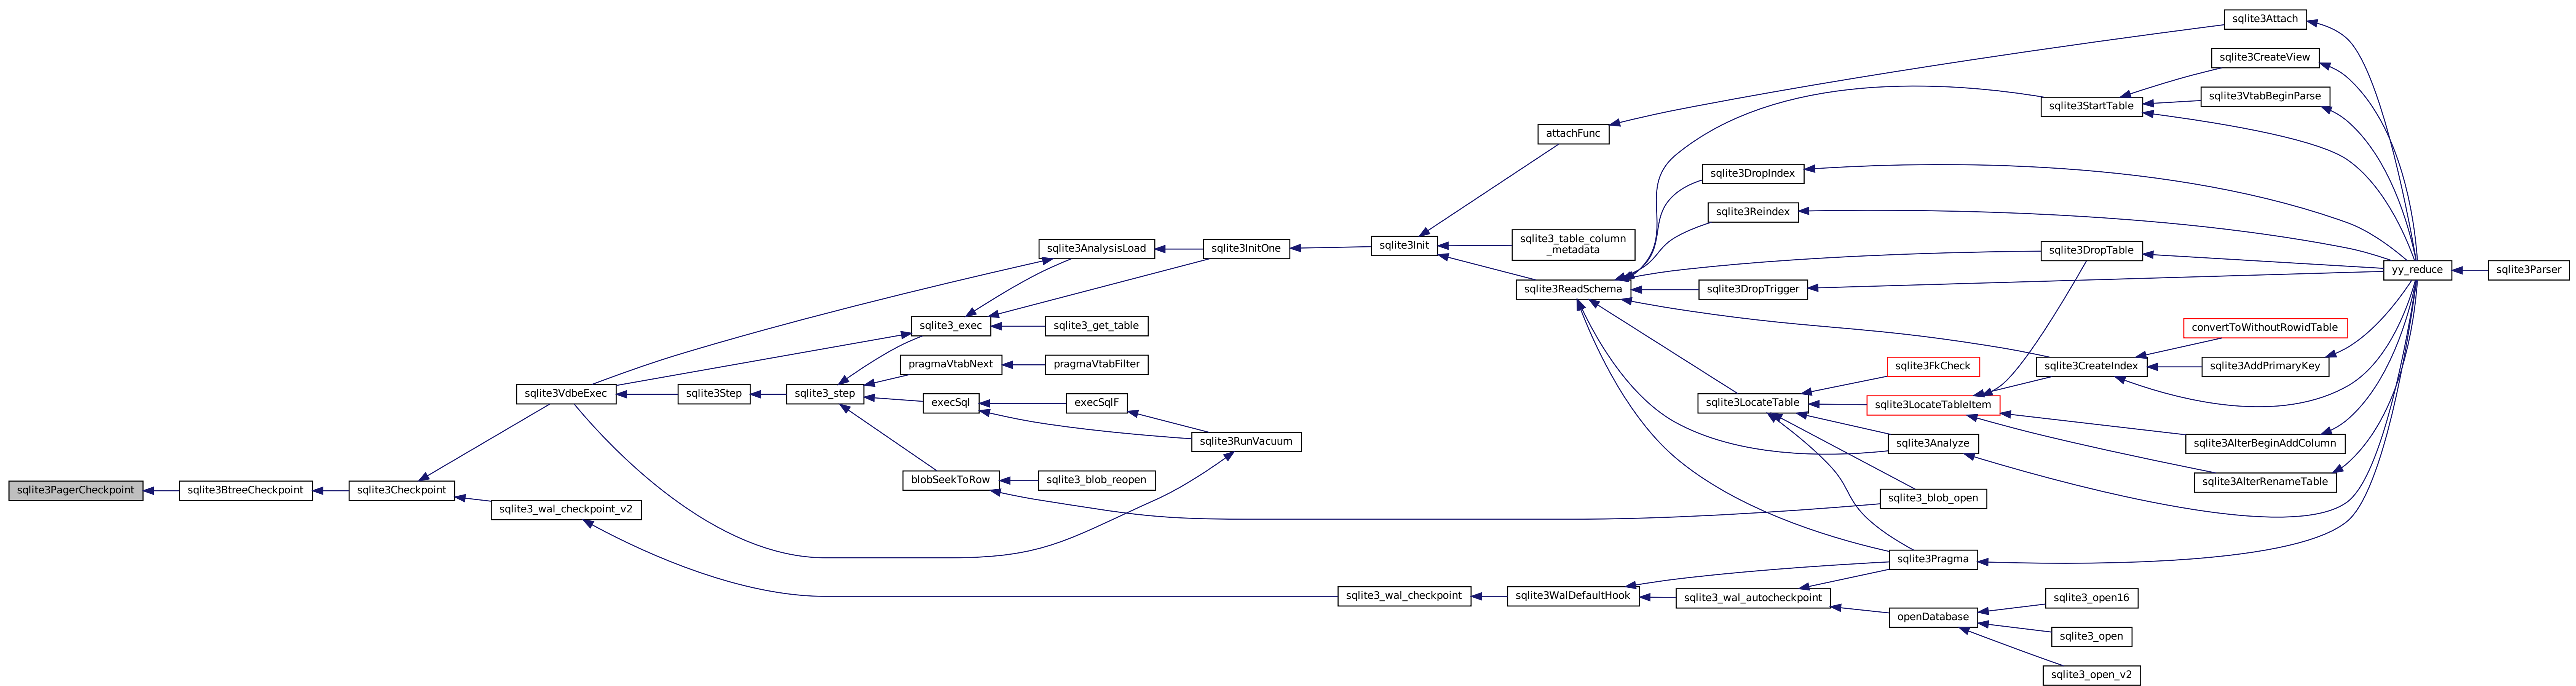 sqlite3PagerCheckpoint
sqlite3BtreeCheckpoint
sqlite3Checkpoint
sqlite3VdbeExec
sqlite3_wal_checkpoint_v2
sqlite3Step
sqlite3_step
sqlite3AnalysisLoad
sqlite3_exec
pragmaVtabNext
execSql
blobSeekToRow
sqlite3_get_table
pragmaVtabFilter
execSqlF
sqlite3_blob_reopen
sqlite3InitOne
sqlite3RunVacuum
sqlite3Init
sqlite3_wal_checkpoint
attachFunc
sqlite3_table_column
_metadata
sqlite3ReadSchema
sqlite3WalDefaultHook
sqlite3DropIndex
sqlite3Reindex
sqlite3DropTrigger
sqlite3LocateTable
sqlite3_wal_autocheckpoint
sqlite3FkCheck
sqlite3LocateTableItem
sqlite3Analyze
sqlite3_blob_open
sqlite3Pragma
openDatabase
sqlite3StartTable
sqlite3DropTable
sqlite3CreateIndex
sqlite3_open16
sqlite3_open
sqlite3_open_v2
sqlite3Attach
sqlite3CreateView
sqlite3VtabBeginParse
convertToWithoutRowidTable
sqlite3AddPrimaryKey
sqlite3AlterBeginAddColumn
sqlite3AlterRenameTable
yy_reduce
sqlite3Parser